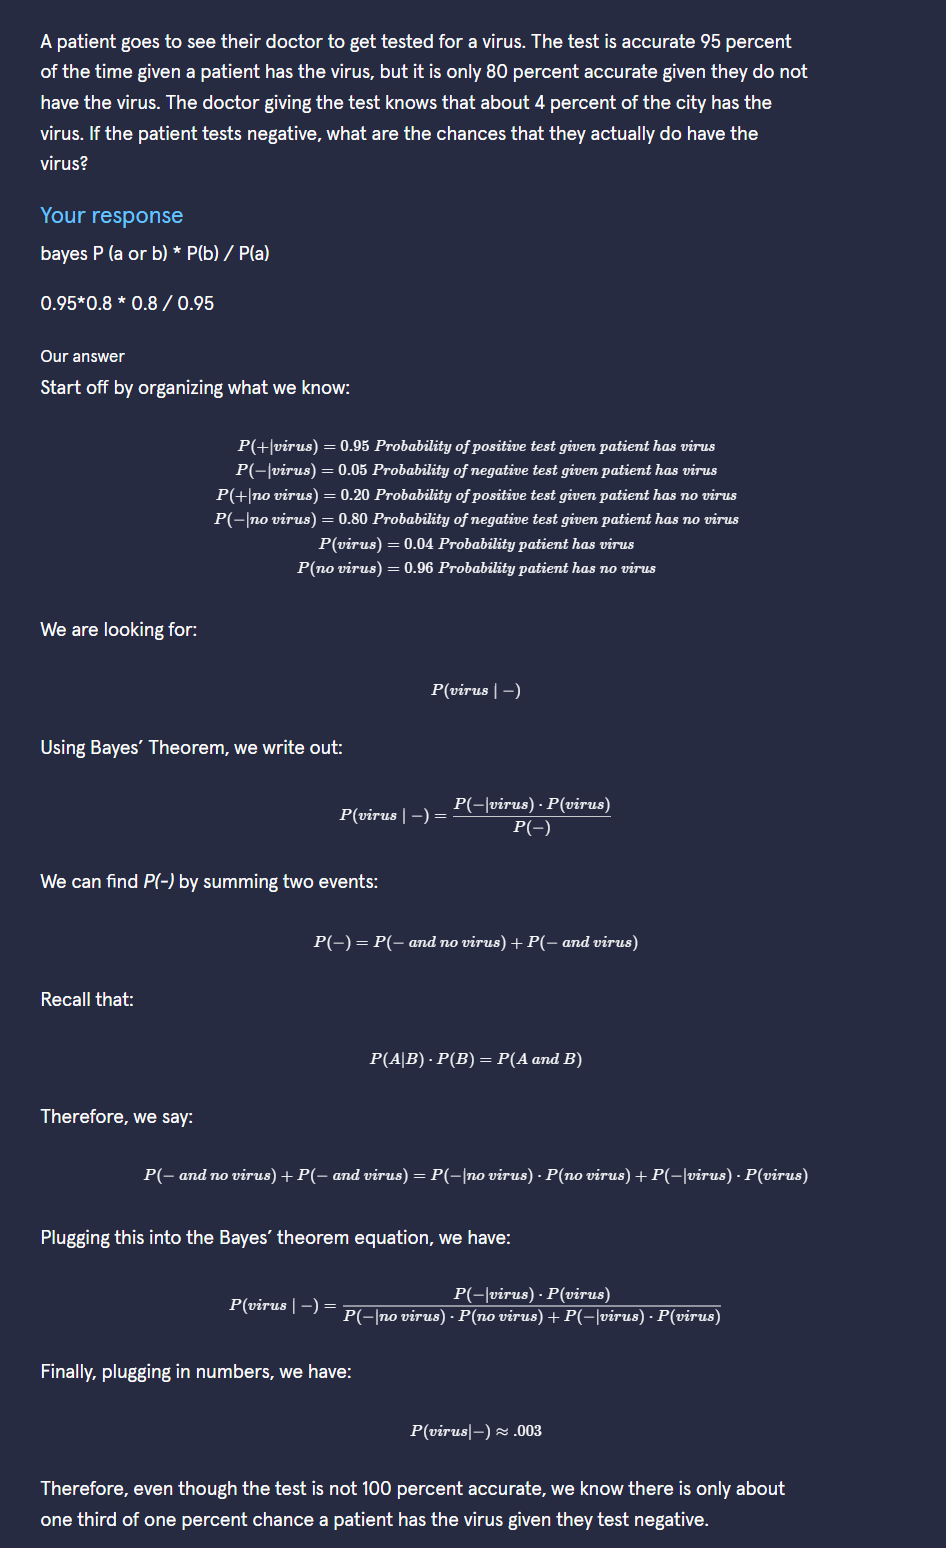 A patient goes to see their doctor to get tested for a virus. The test is accurate 95 percent
of the time given a patient has the virus, but it is only 80 percent accurate given they do not
have the virus. The doctor giving the test knows that about 4 percent of the city has the
virus. If the patient tests negative, what are the chances that they actually do have the
virus?
Your response
bayes P (a or b) * P(b) / P(a)
0.95*0.8 * 0.8 / 0.95
Our answer
Start off by organizing what we know:
P(+|virus) = 0.95 Probability of positive test given patient has virus
P(−|virus) = 0.05 Probability of negative test given patient has virus
P(+|no virus) = 0.20 Probability of positive test given patient has no virus
P(−|no virus) = 0.80 Probability of negative test given patient has no virus
P(virus) = 0.04 Probability patient has virus
P(no virus) = 0.96 Probability patient has no virus
We are looking for:
P(virus | −)
Using Bayes’ Theorem, we write out:
P(virus | −) = P(−|virus) · P(virus) / P(−)
We can find P(-) by summing two events:
P(−) = P(− and no virus) + P(− and virus)
Recall that:
P(A|B) · P(B) = P(A and B)
Therefore, we say:
P(− and no virus) + P(− and virus) = P(−|no virus) · P(no virus) + P(−|virus) · P(virus)
Plugging this into the Bayes’ theorem equation, we have:
P(virus | −) = P(−|virus) · P(virus) / P(−|no virus) · P(no virus) + P(−|virus) · P(virus)
Finally, plugging in numbers, we have:
P(virus|−) ≈ .003
Therefore, even though the test is not 100 percent accurate, we know there is only about
one third of one percent chance a patient has the virus given they test negative.